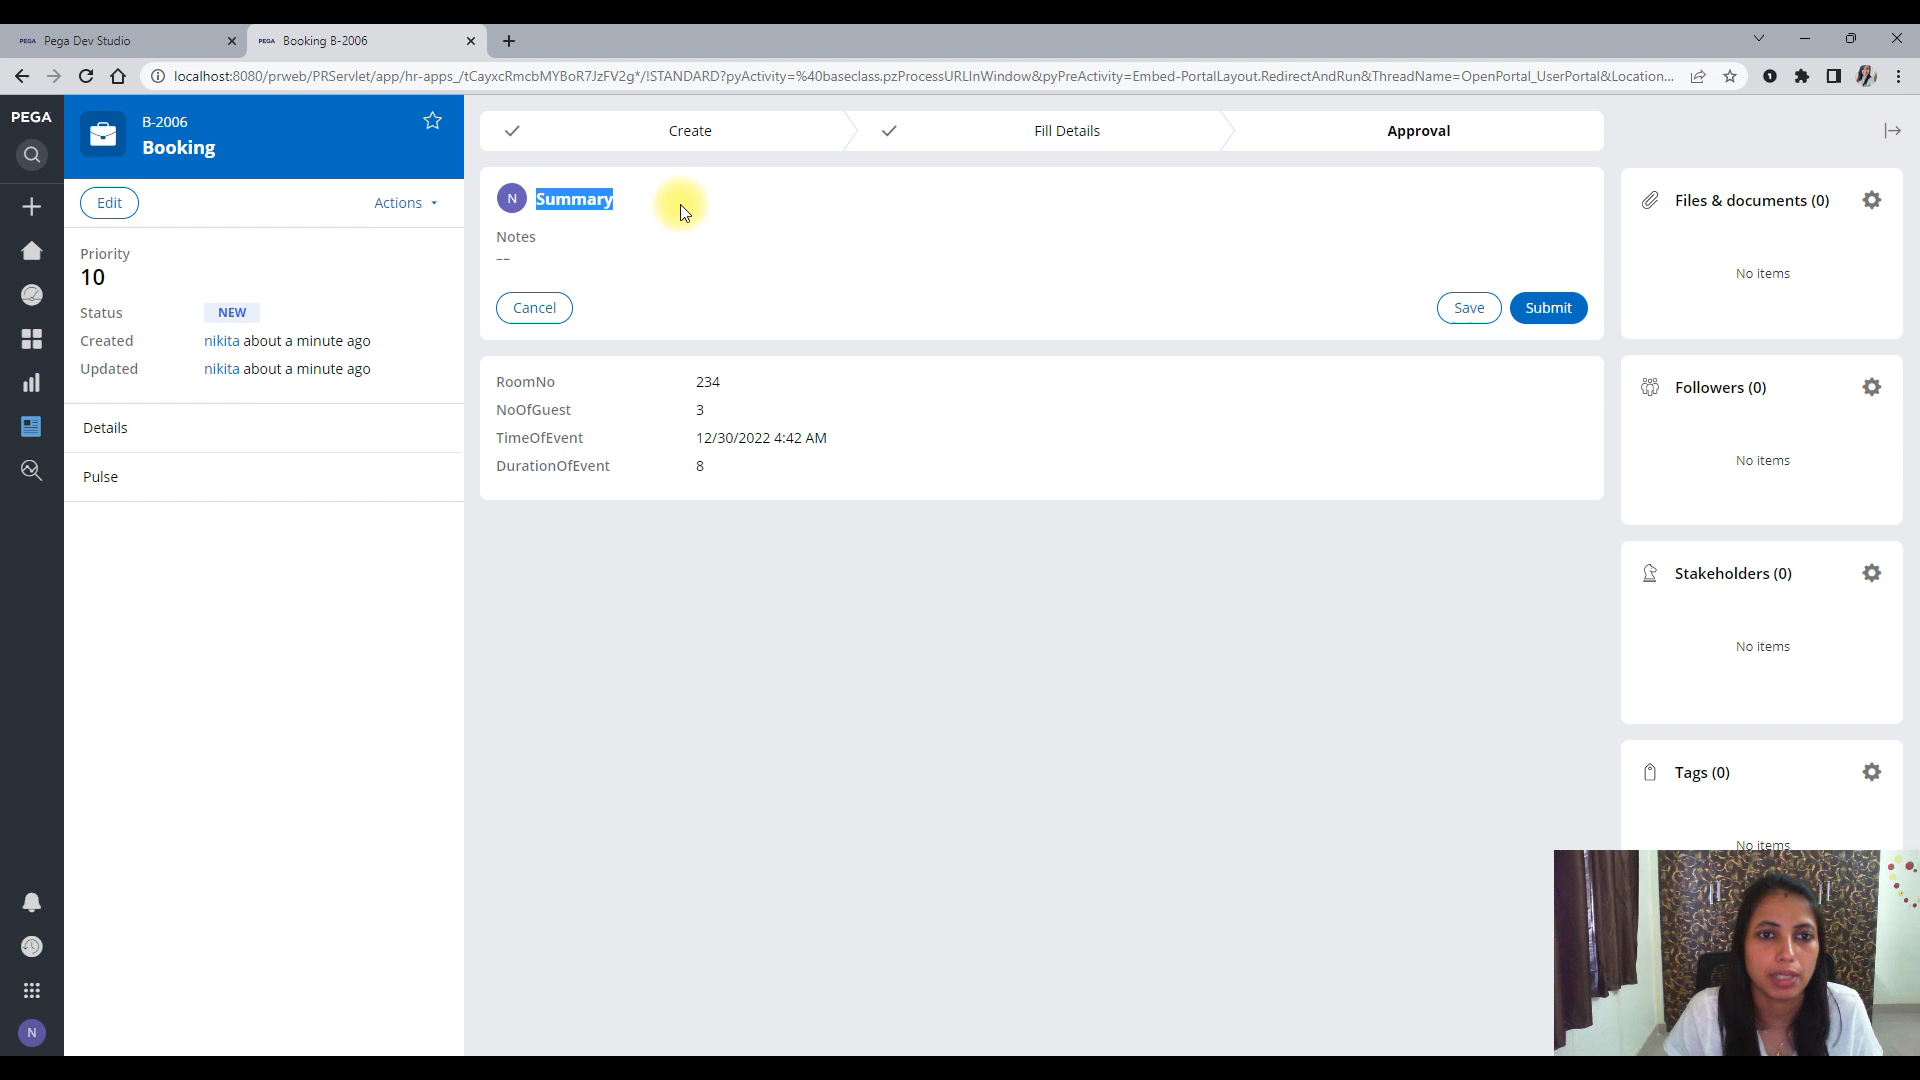 PEGA Pega Dev Studio
PEGA Booking B-2006
localhost:8080/prweb/PRServlet/app/hr-apps_/tCayxcRmcbMYBoR7JzFV2g*/!STANDARD?pyActivity=%40baseclass.pzProcessURLInWindow&pyPreActivity=Embed-PortalLayout.RedirectAndRun&ThreadName=OpenPortal_UserPortal&Location...
PEGA
B-2006
Booking
Edit
Actions
Priority
10
Status NEW
Created nikita about a minute ago
Updated nikita about a minute ago
Details
Pulse
N
Create
Fill Details
Approval
N Summary
Notes
--
Cancel
Save
Submit
RoomNo 234
NoOfGuest 3
TimeOfEvent 12/30/2022 4:42 AM
DurationOfEvent 8
Files & documents (0)
No items
Followers (0)
No items
Stakeholders (0)
No items
Tags (0)
No items